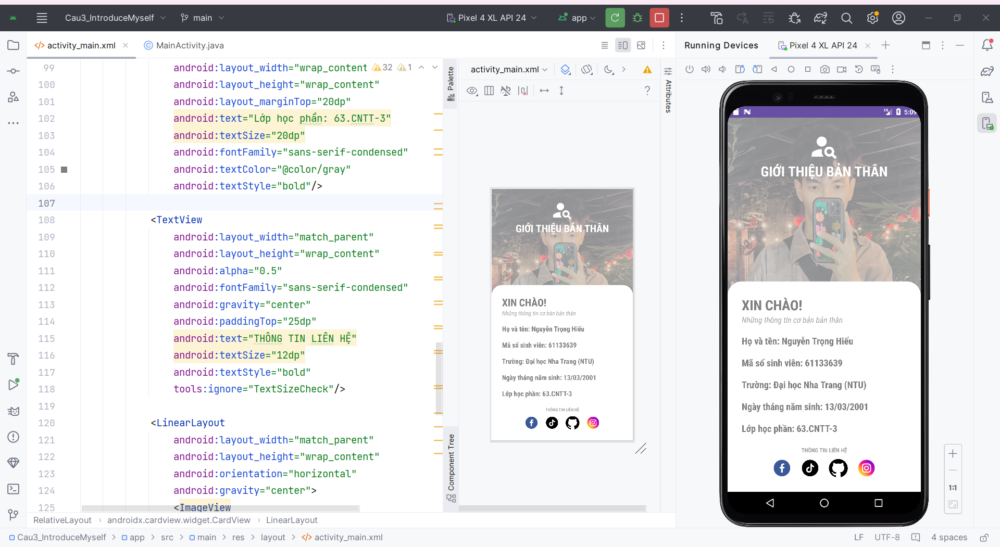 Cau3_IntroduceMyself
main
Pixel 4 XL API 24
app
activity_main.xml
MainActivity.java
Running Devices
Pixel 4 XL API 24
99 android:layout_width="wrap_content
32 1
100 android:layout_height="wrap_content"
101 android:layout_marginTop="20dp"
102 android:text="Lớp học phần: 63.CNTT-3"
103 android:textSize="20dp"
104 android:fontFamily="sans-serif-condensed"
105 android:textColor="@color/gray"
106 android:textStyle="bold"/>
107
108 <TextView
109 android:layout_width="match_parent"
110 android:layout_height="wrap_content"
111 android:alpha="0.5"
112 android:fontFamily="sans-serif-condensed"
113 android:gravity="center"
114 android:paddingTop="25dp"
115 android:text="THÔNG TIN LIÊN HỆ"
116 android:textSize="12dp"
117 android:textStyle="bold"
118 tools:ignore="TextSizeCheck"/>
119
120 <LinearLayout
121 android:layout_width="match_parent"
122 android:layout_height="wrap_content"
123 android:orientation="horizontal"
124 android:gravity="center">
125 <ImageView
RelativeLayout > androidx.cardview.widget.CardView > LinearLayout
Palette
Component Tree
activity_main.xml
?
Attributes
GIỚI THIỆU BẢN THÂN
XIN CHÀO!
Những thông tin cơ bản bản thân
Họ và tên: Nguyễn Trọng Hiếu
Mã số sinh viên: 61133639
Trường: Đại học Nha Trang (NTU)
Ngày tháng năm sinh: 13/03/2001
Lớp học phần: 63.CNTT-3
THÔNG TIN LIÊN HỆ
LTE 5:09
GIỚI THIỆU BẢN THÂN
XIN CHÀO!
Những thông tin cơ bản bản thân
Họ và tên: Nguyễn Trọng Hiếu
Mã số sinh viên: 61133639
Trường: Đại học Nha Trang (NTU)
Ngày tháng năm sinh: 13/03/2001
Lớp học phần: 63.CNTT-3
THÔNG TIN LIÊN HỆ
1:1
Cau3_IntroduceMyself > app > src > main > res > layout > activity_main.xml
LF UTF-8 4 spaces